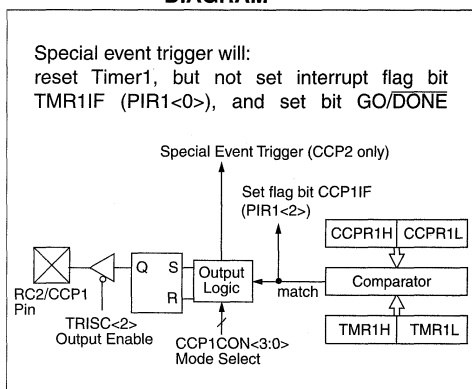 DIAGRAM
Special event trigger will:
reset Timer1, but not set interrupt flag bit
TMR1IF (PIR1<0>), and set bit GO/DONE
Special Event Trigger (CCP2 only)
Set flag bit CCP1IF
(PIR1<2>)
CCPR1H CCPR1L
Q S
R
Output
Logic
match
Comparator
RC2/CCP1
Pin
TRISC<2>
Output Enable
CCP1CON<3:0>
Mode Select
TMR1H TMR1L